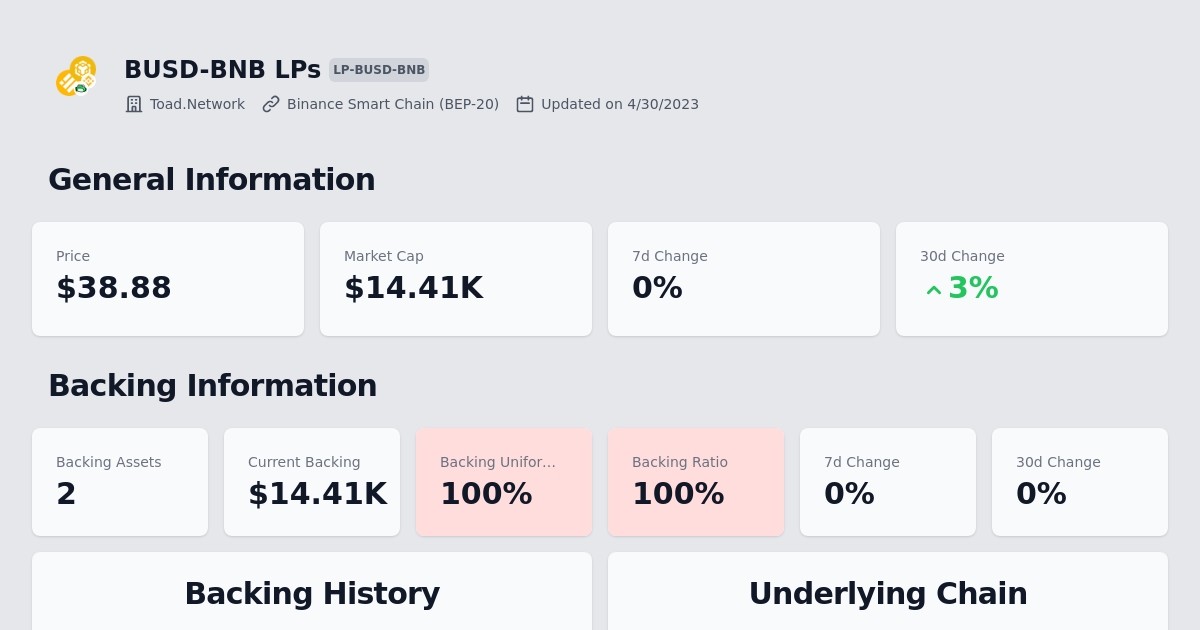 BUSD-BNB LPs LP-BUSD-BNB
Toad.Network Binance Smart Chain (BEP-20) Updated on 4/30/2023
General Information
Price Market Cap 7d Change 30d Change
$38.88 $14.41K 0% 3%
Backing Information
Backing Assets Current Backing Backing Unifor... Backing Ratio 7d Change 30d Change
2 $14.41K 100% 100% 0% 0%
Backing History Underlying Chain